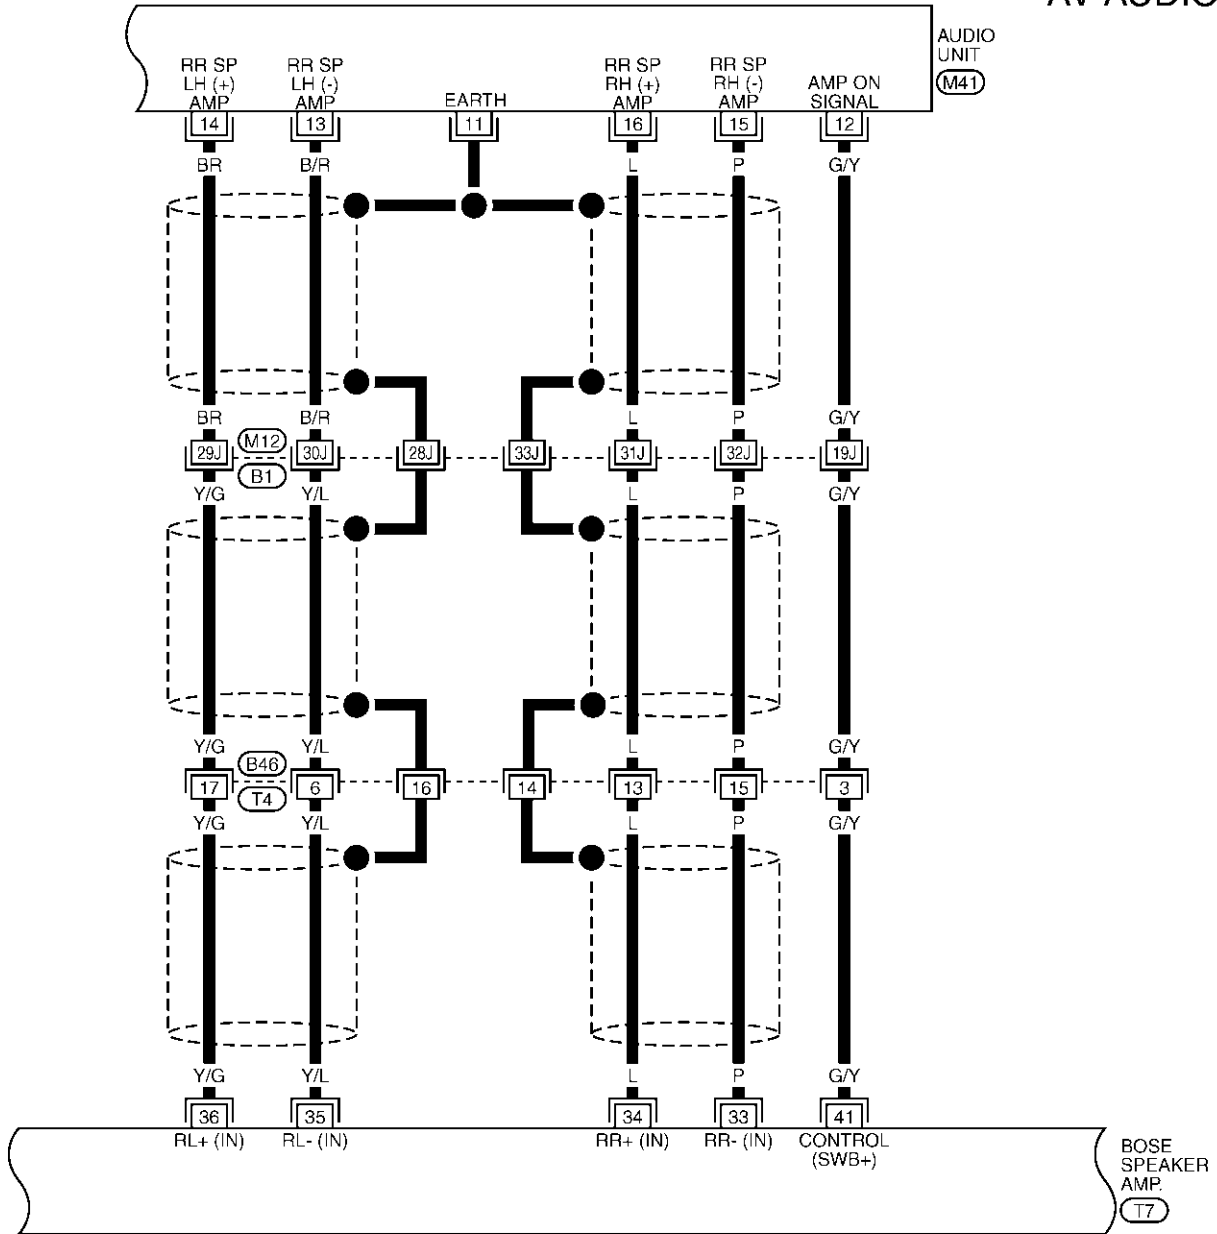 AV AUDIO
AUDIO
UNIT
M41
RR SP
LH (+)
AMP
RR SP
LH (-)
AMP
EARTH
RR SP
RH (+)
AMP
RR SP
RH (-)
AMP
AMP ON
SIGNAL
14 13 11 16 15 12
BR B/R L P G/Y
BR B/R L P G/Y
M12
29J 30J 28J 33J 31J 32J 19J
B1
Y/G Y/L L P G/Y
Y/G Y/L L P G/Y
B46
17 6 16 14 13 15 3
T4
Y/G Y/L L P G/Y
Y/G Y/L L P G/Y
36 35 34 33 41
RL+ (IN) RL- (IN) RR+ (IN) RR- (IN) CONTROL
(SWB+)
BOSE
SPEAKER
AMP.
T7